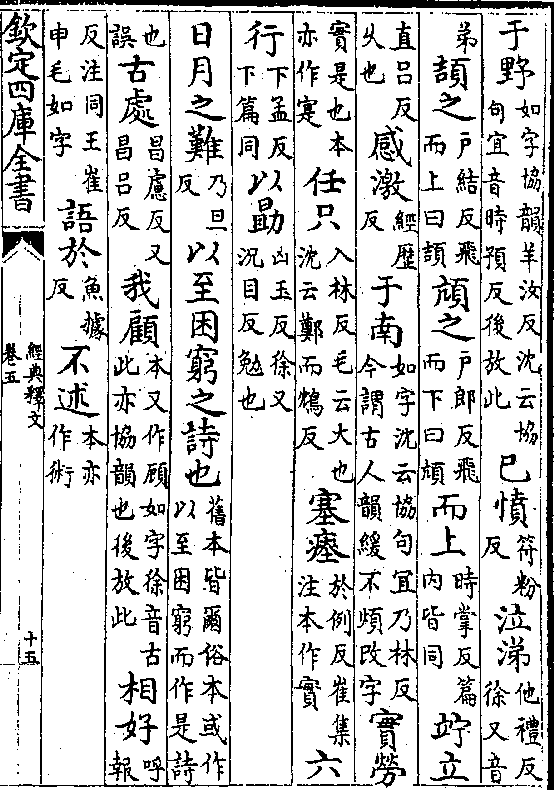 于野如字協韻羊汝反沈云協句宜音時預反後放此已憤符粉反泣涕他禮反徐又音
弟頡之戶結反飛而上曰頡頏之戶郎反飛而下曰頏而上時掌反篇内皆同竚立
直吕反乆也感激經歷反于南如字沈云協句宜乃林反今謂古人韻緩不煩改字實勞
實是也本亦作寔任只入林反毛云大也沈云鄭而鴆反塞瘞於例反崔集注本作實六
行下孟反下篇同以勗凶玉反徐又況目反勉也
日月之難乃旦反以至困窮之詩也舊本皆爾俗本或作以至困窮而作是詩
也誤古處昌慮反又昌吕反我顧本又作顧如字徐音古此亦協韻也後放此相好呼報
反注同王崔申毛如字語於魚據反不述本亦作術
欽定四庫全書
經典釋文
卷五
十五